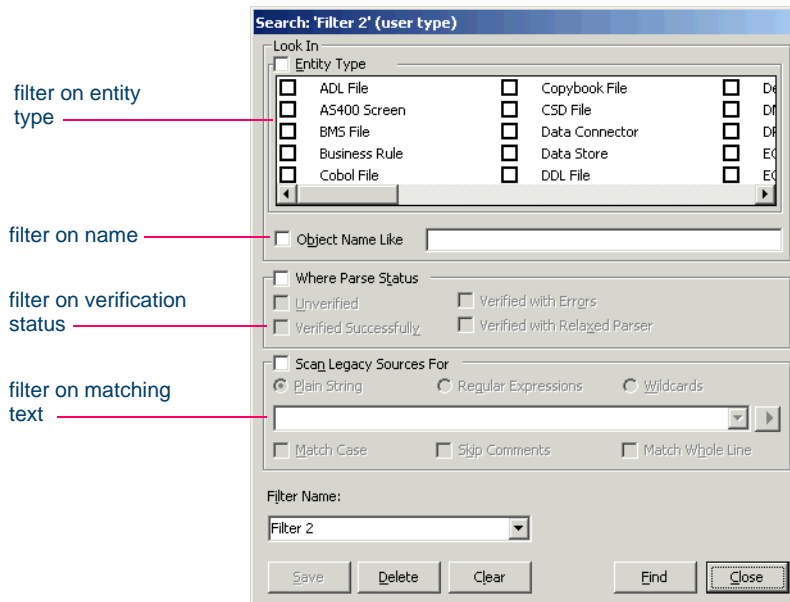 Search: 'Filter 2' (user type)
Look In
Entity Type
ADL File
Copybook File
AS400 Screen
CSD File
BMS File
Data Connector
Business Rule
Data Store
Cobol File
DDL File
filter on entity
type
filter on name
Object Name Like
Where Parse Status
Unverified
Verified with Errors
Verified Successfully
Verified with Relaxed Parser
filter on verification
status
Scan Legacy Sources For
Plain String
Regular Expressions
Wildcards
filter on matching
text
Match Case
Skip Comments
Match Whole Line
Filter Name:
Filter 2
Save
Delete
Clear
Find
Close